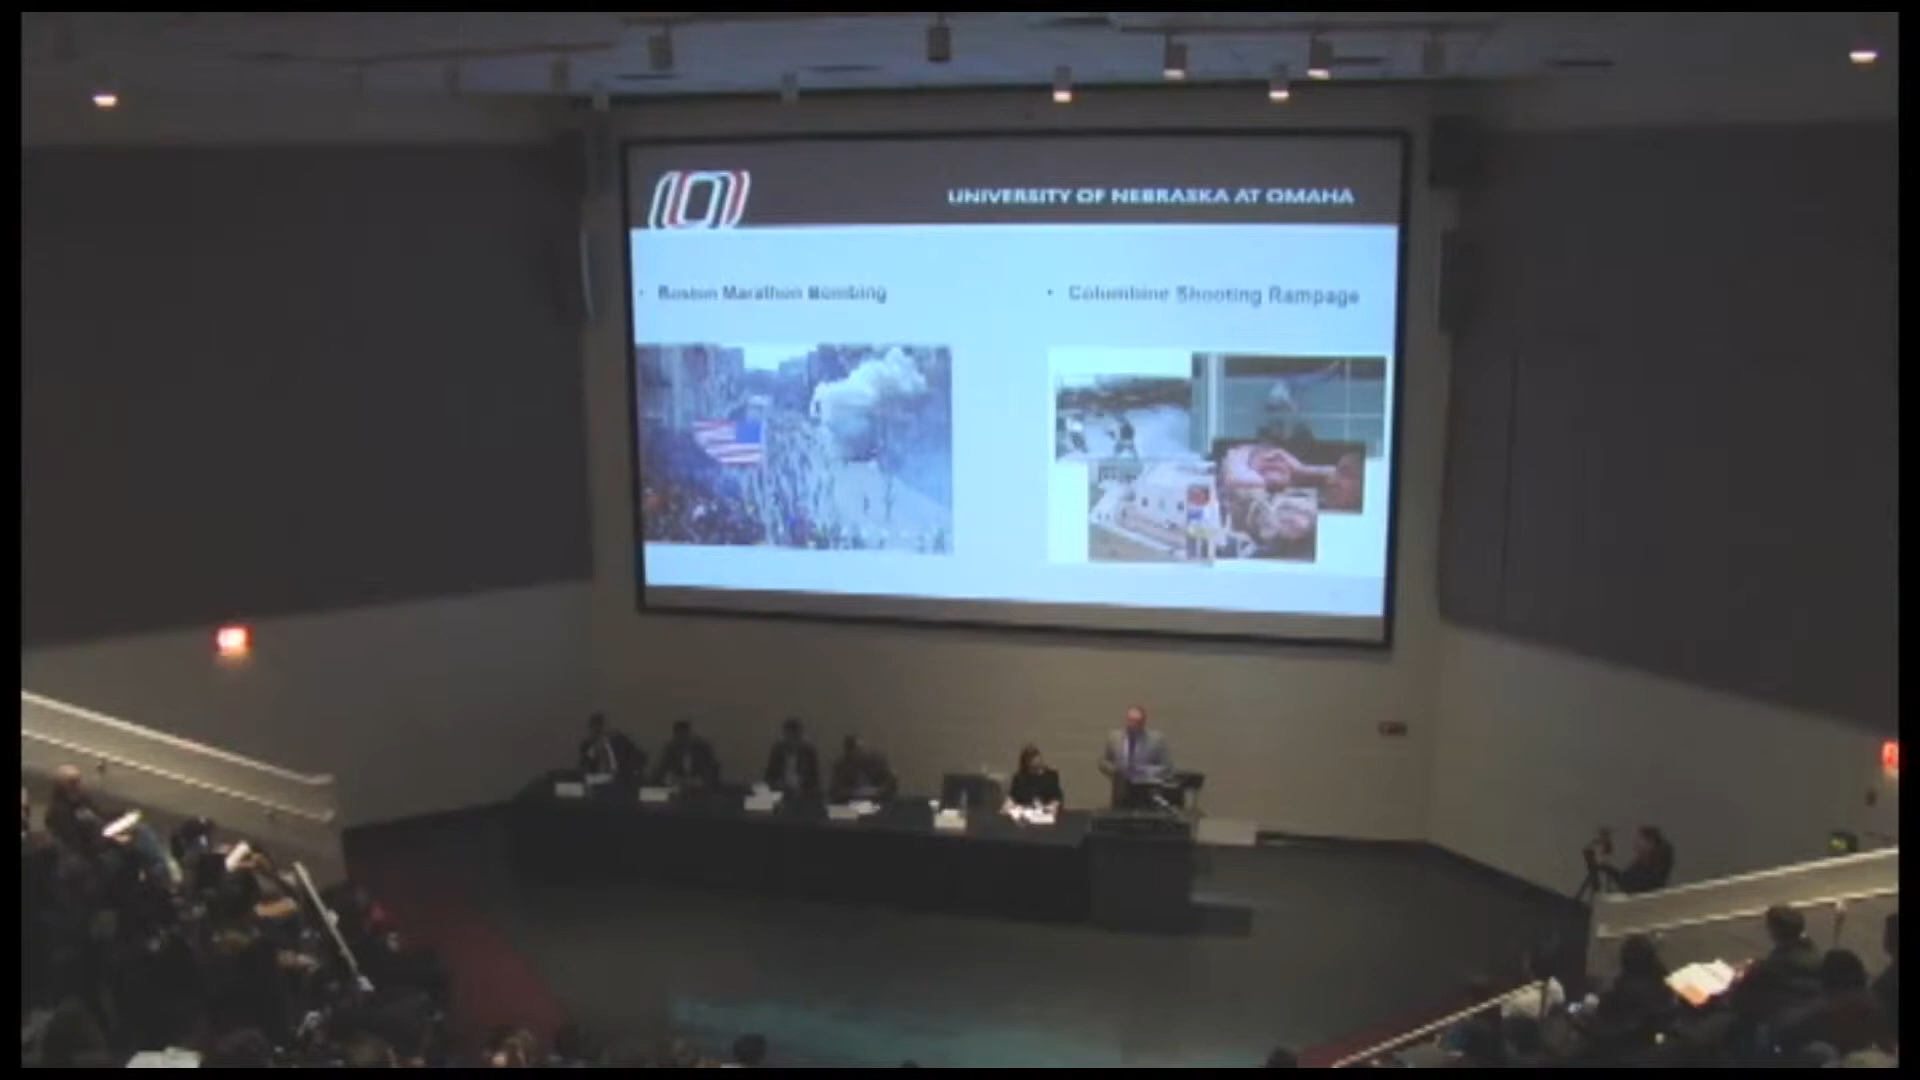 UNIVERSITY OF NEBRASKA AT OMAHA
• Boston Marathon Bombing
• Columbine Shooting Rampage